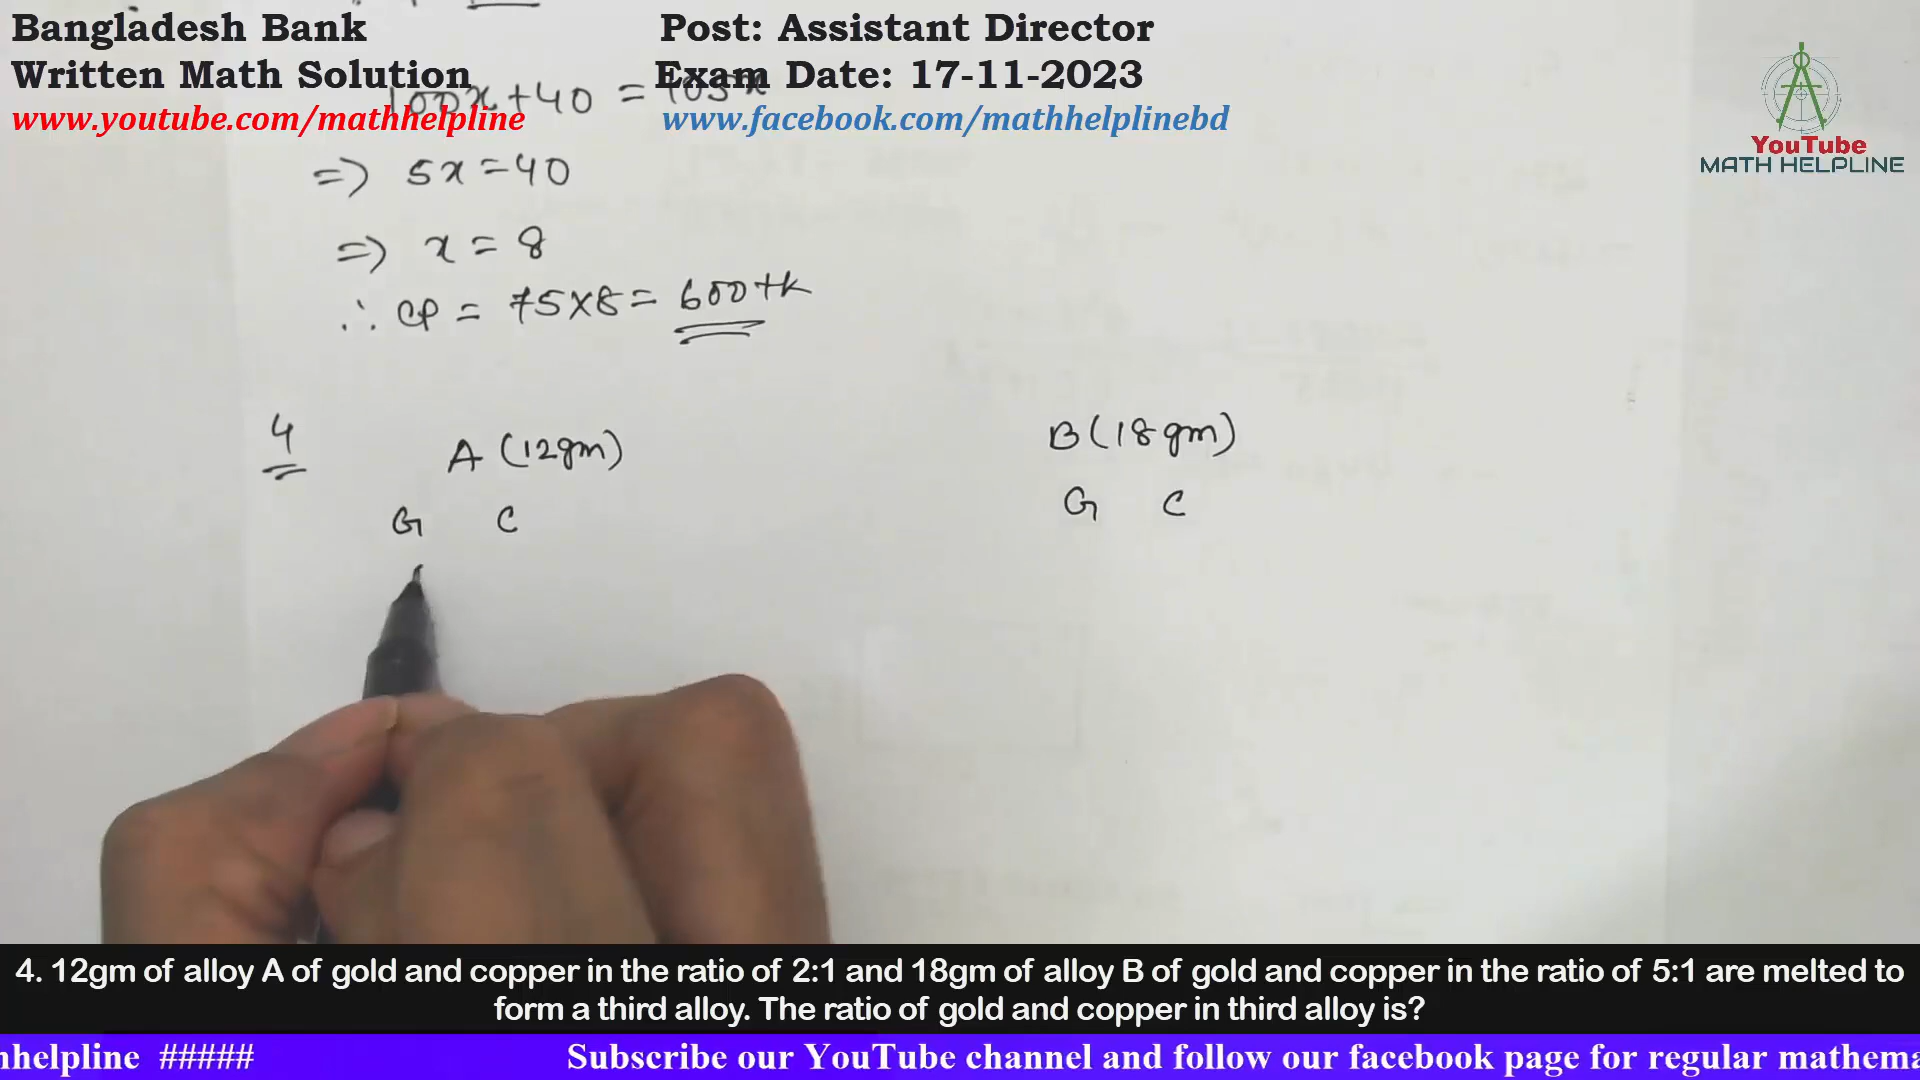 Bangladesh Bank
Post: Assistant Director
Written Math Solution
Exam Date: 17-11-2023
100x+40 = 105x
www.youtube.com/mathhelpline
www.facebook.com/mathhelplinebd
YouTube
MATH HELPLINE
=> 5x=40
=> x = 8
∴ CP = 75×8= 600tk
4
A (12gm)
B (18gm)
G C
G C
4. 12gm of alloy A of gold and copper in the ratio of 2:1 and 18gm of alloy B of gold and copper in the ratio of 5:1 are melted to
form a third alloy. The ratio of gold and copper in third alloy is?
hhelpline ##### Subscribe our YouTube channel and follow our facebook page for regular mathema